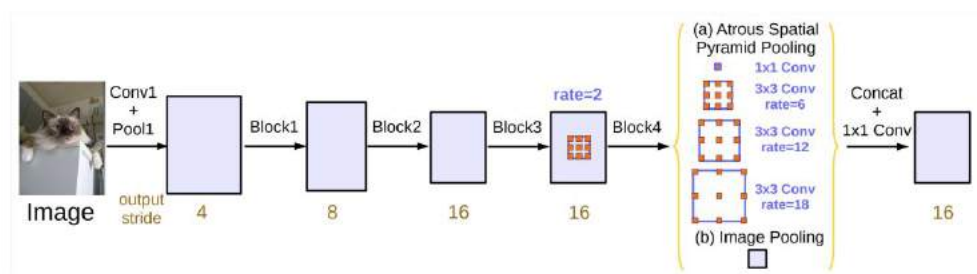 (a) Atrous Spatial
Pyramid Pooling
1x1 Conv
3x3 Conv
rate=6
3x3 Conv
rate=12
3x3 Conv
rate=18
(b) Image Pooling
Conv1
+
Pool1
Block1
Block2
Block3
rate=2
Block4
Concat
+
1x1 Conv
Image
output
stride
4
8
16
16
16